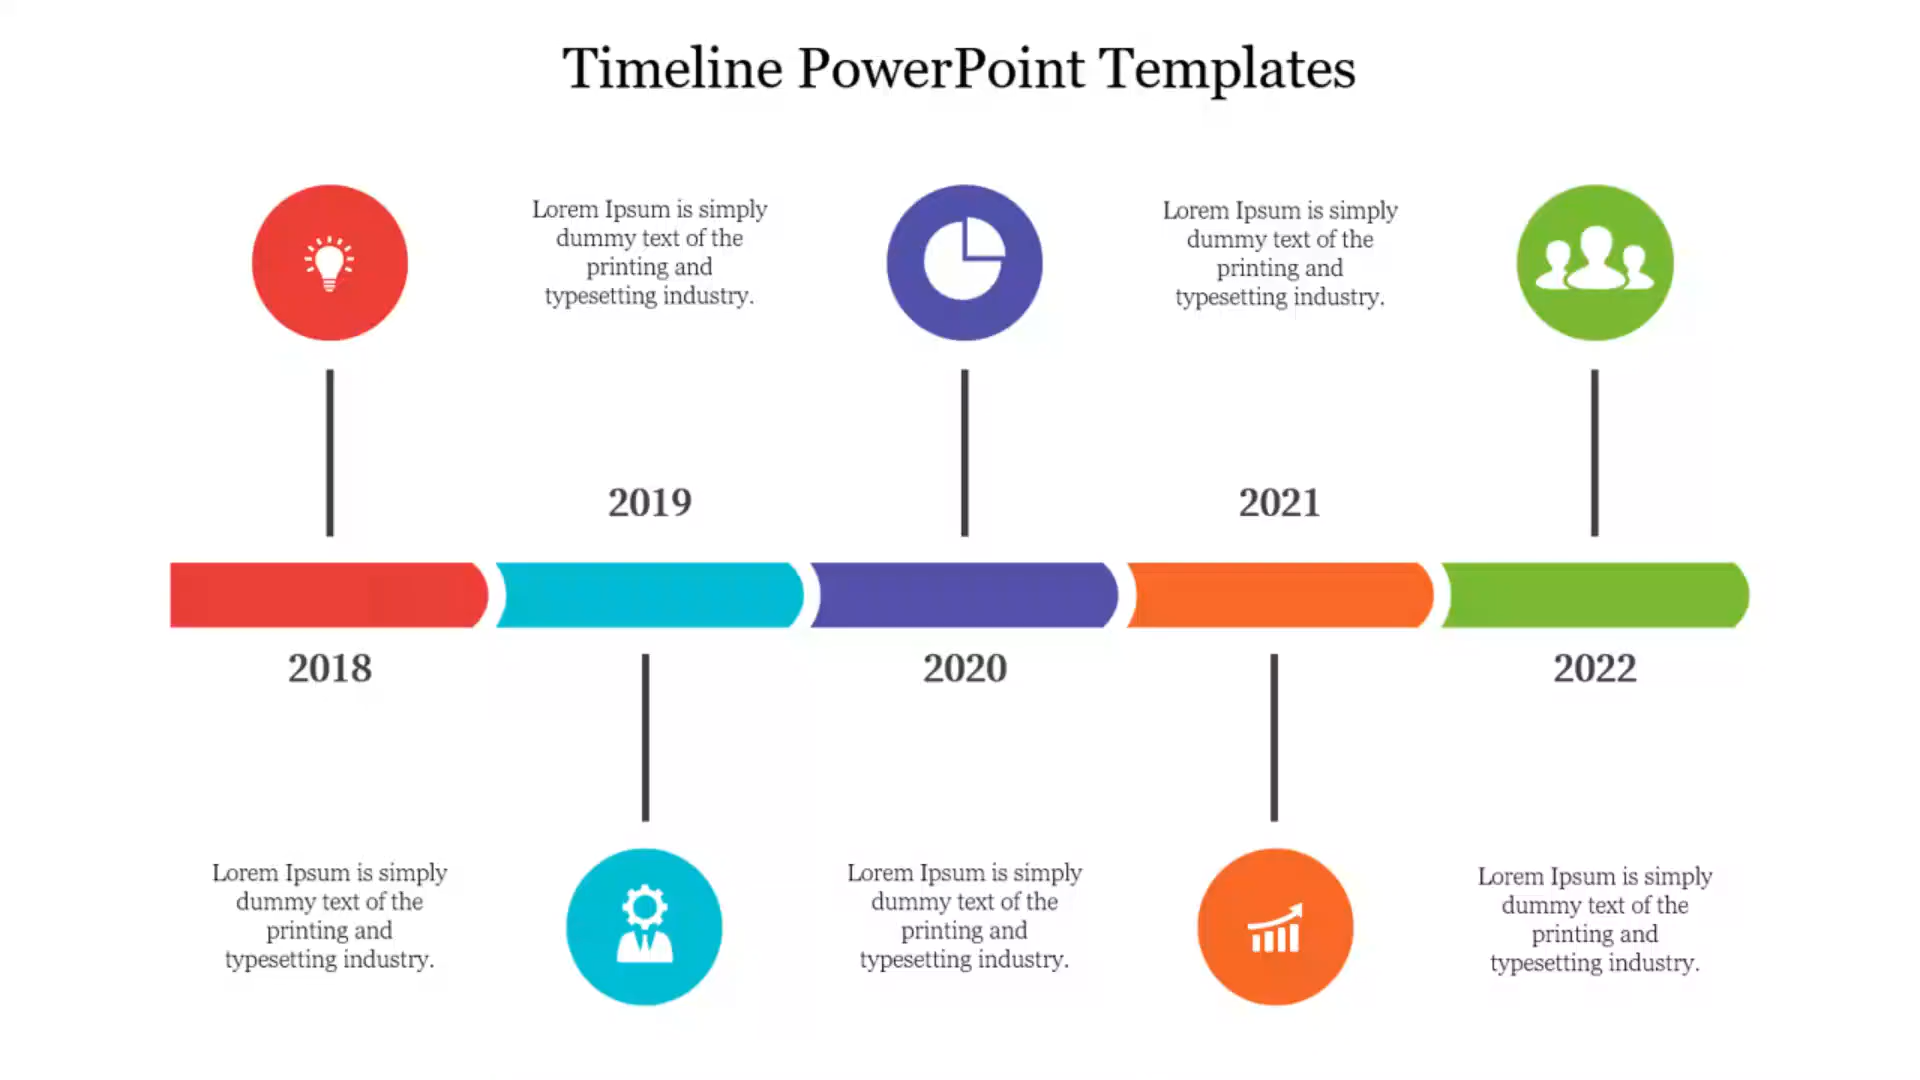 Timeline PowerPoint Templates
Lorem Ipsum is simply
dummy text of the
printing and
typesetting industry.
Lorem Ipsum is simply
dummy text of the
printing and
typesetting industry.
2019
2021
2018
2020
2022
Lorem Ipsum is simply
dummy text of the
printing and
typesetting industry.
Lorem Ipsum is simply
dummy text of the
printing and
typesetting industry.
Lorem Ipsum is simply
dummy text of the
printing and
typesetting industry.